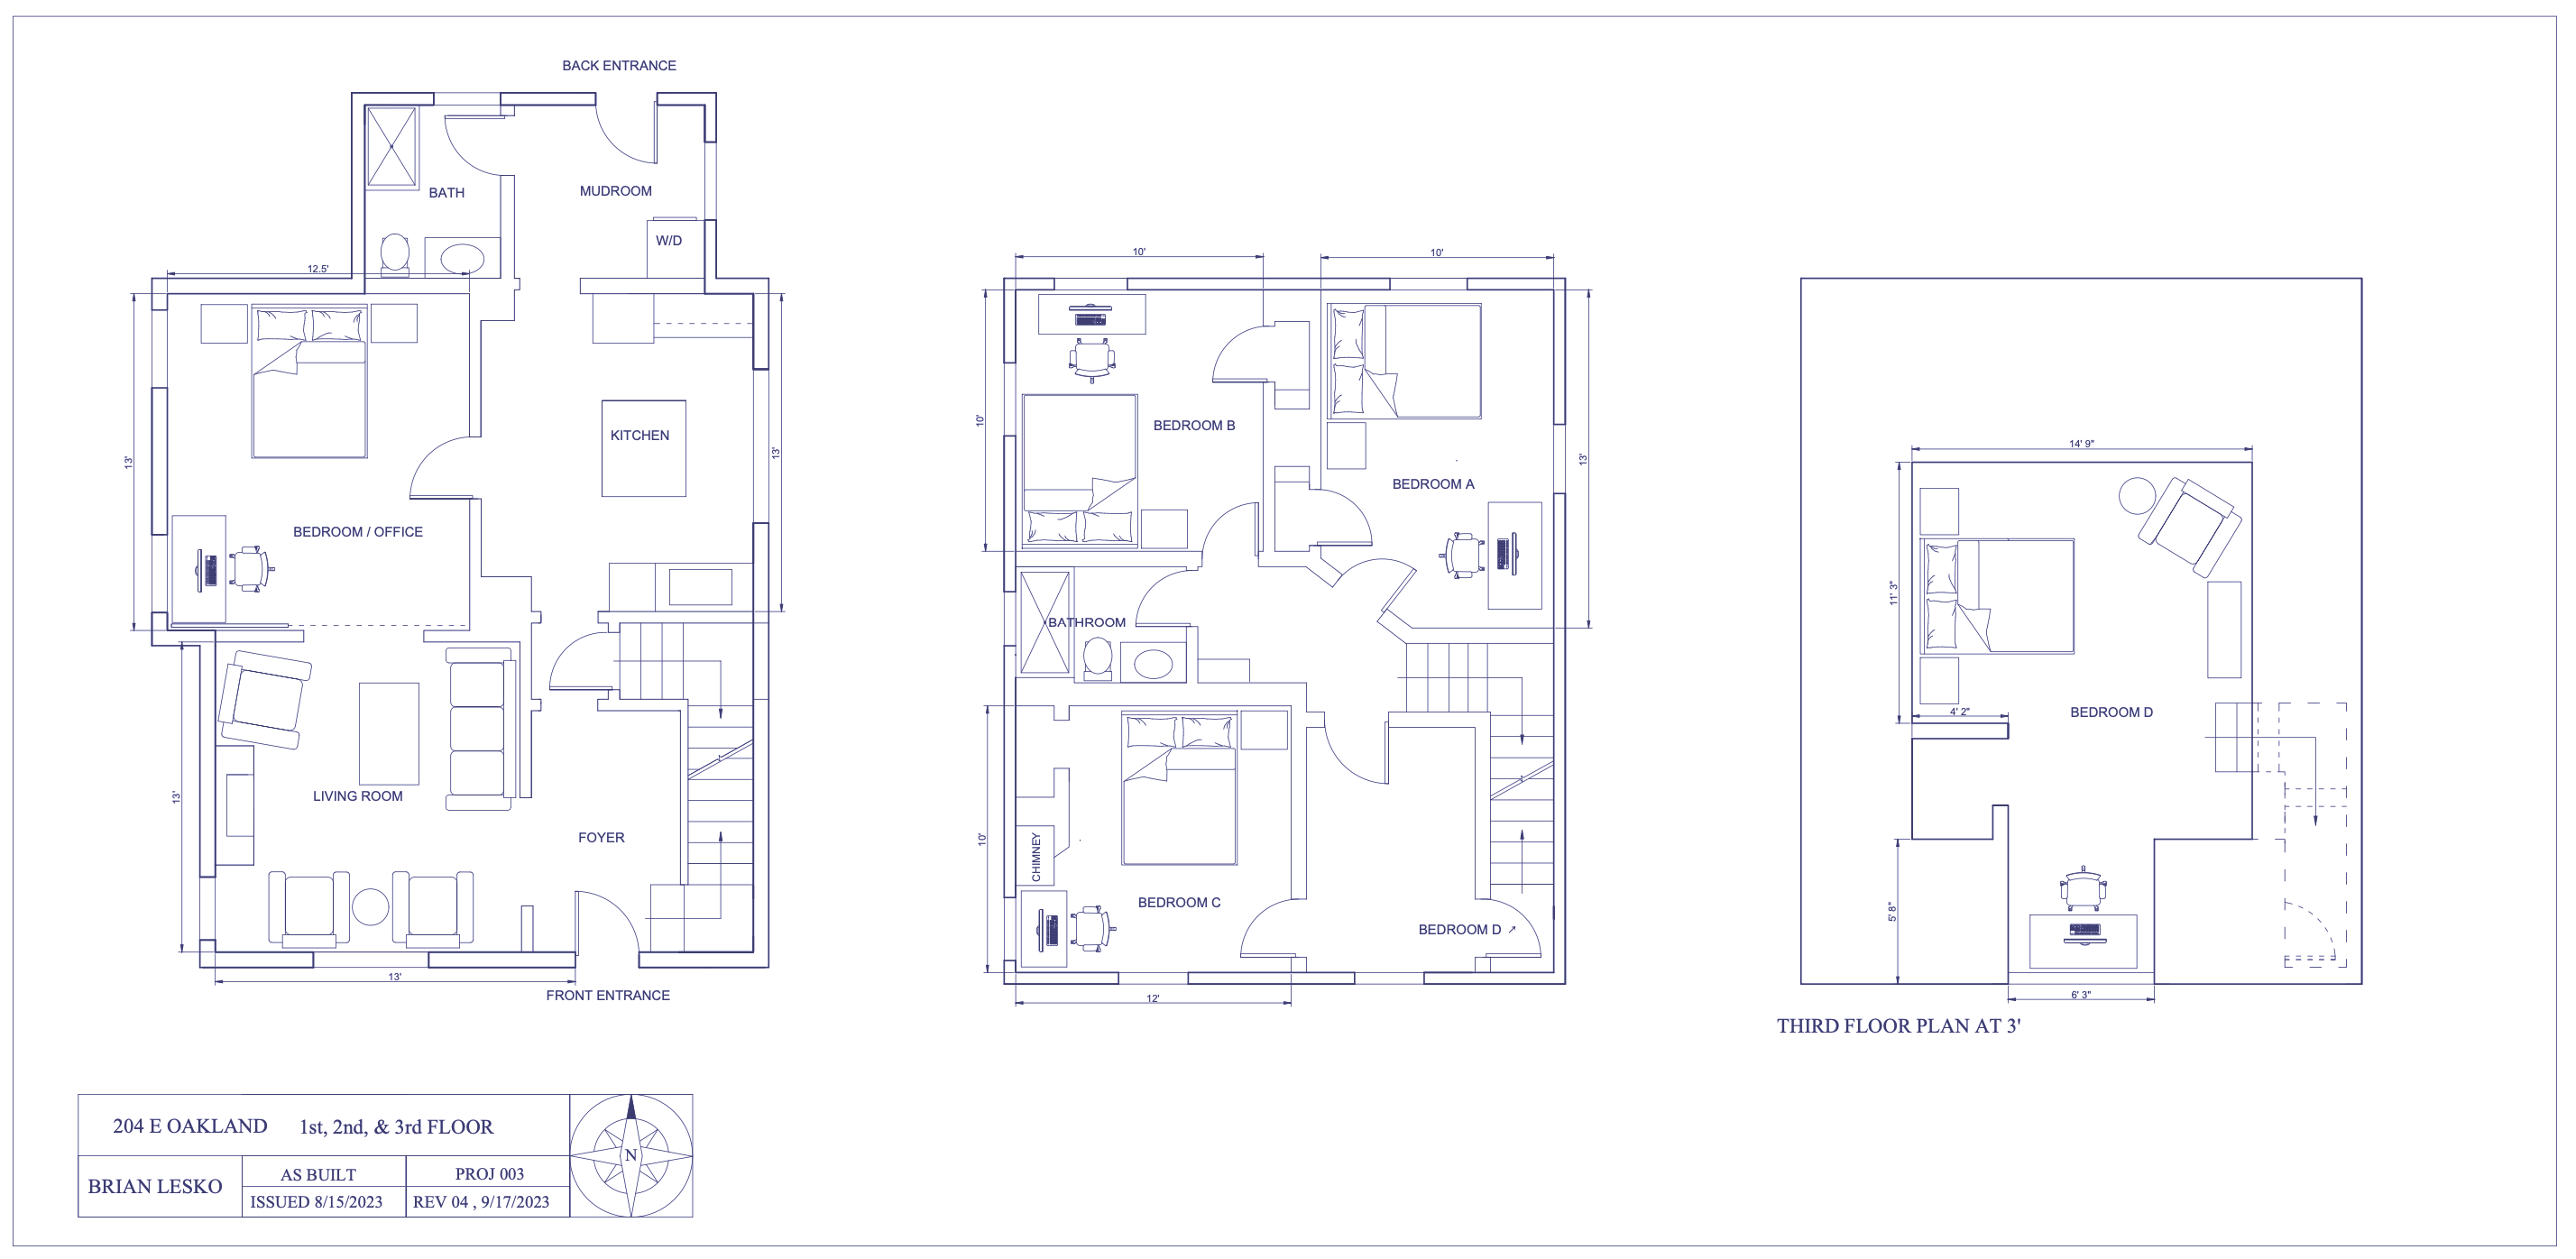 BACK ENTRANCE
BATH
MUDROOM
W/D
12.5'
13'
KITCHEN
13'
BEDROOM / OFFICE
LIVING ROOM
13'
FOYER
13'
FRONT ENTRANCE
10'
10'
10'
BEDROOM B
13'
BEDROOM A
BATHROOM
10'
CHIMNEY
BEDROOM C
BEDROOM D
12'
14' 9"
11' 3"
4' 2"
BEDROOM D
5' 8"
6' 3"
THIRD FLOOR PLAN AT 3'
204 E OAKLAND 1st, 2nd, & 3rd FLOOR
BRIAN LESKO
AS BUILT
PROJ 003
ISSUED 8/15/2023
REV 04 , 9/17/2023
N